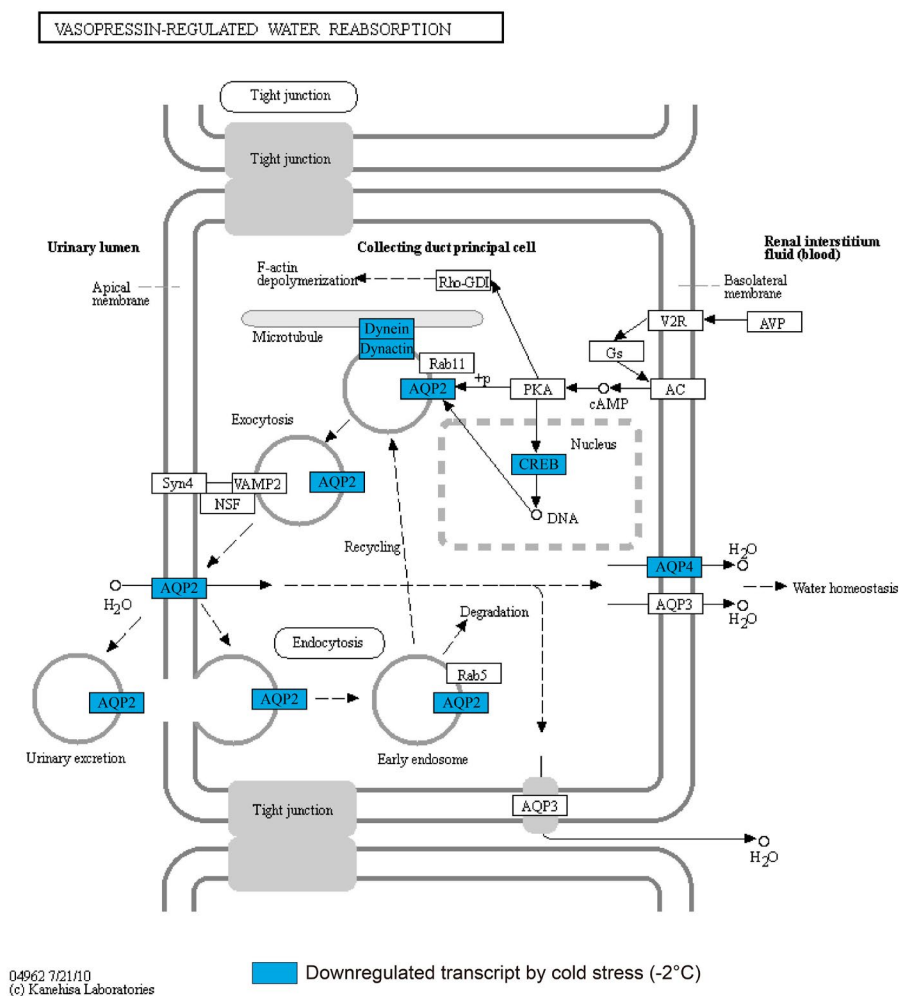 VASOPRESSIN-REGULATED WATER REABSORPTION
Tight junction
Tight junction
Urinary lumen
Collecting duct principal cell
Renal interstitium
fluid (blood)
Apical
membrane
F-actin
depolymerization
Rho-GDI
Basolateral
membrane
Microtubule
Dynein
Dynactin
V2R
AVP
Gs
Rab11
AQP2
+p
PKA
cAMP
AC
Exocytosis
Nucleus
CREB
Syn4
VAMP2
NSF
AQP2
DNA
Recycling
H2O
AQP2
AQP4
H2O
Water homeostasis
AQP3
H2O
Degradation
Endocytosis
Rab5
AQP2
AQP2
AQP2
Urinary excretion
Early endosome
Tight junction
AQP3
H2O
04962 7/21/10
(c) Kanehisa Laboratories
Downregulated transcript by cold stress (-2°C)